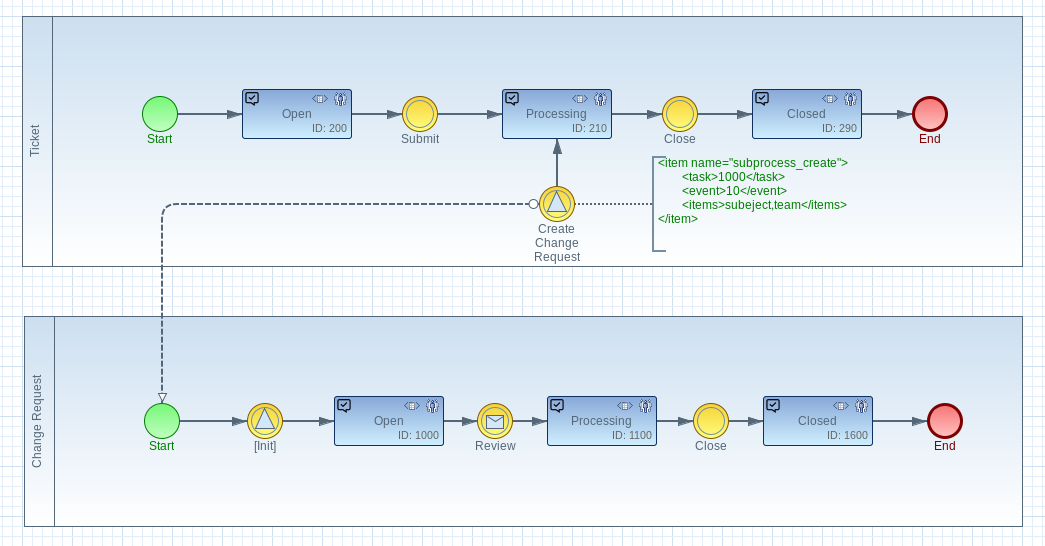 Ticket
Start
Open
ID: 200
Submit
Processing
ID: 210
Close
Closed
ID: 290
End
<item name="subprocess_create">
<task>1000</task>
<event>10</event>
<items>subeject,team</items>
</item>
Create
Change
Request
Change Request
Start
[Init]
Open
ID: 1000
Review
Processing
ID: 1100
Close
Closed
ID: 1600
End